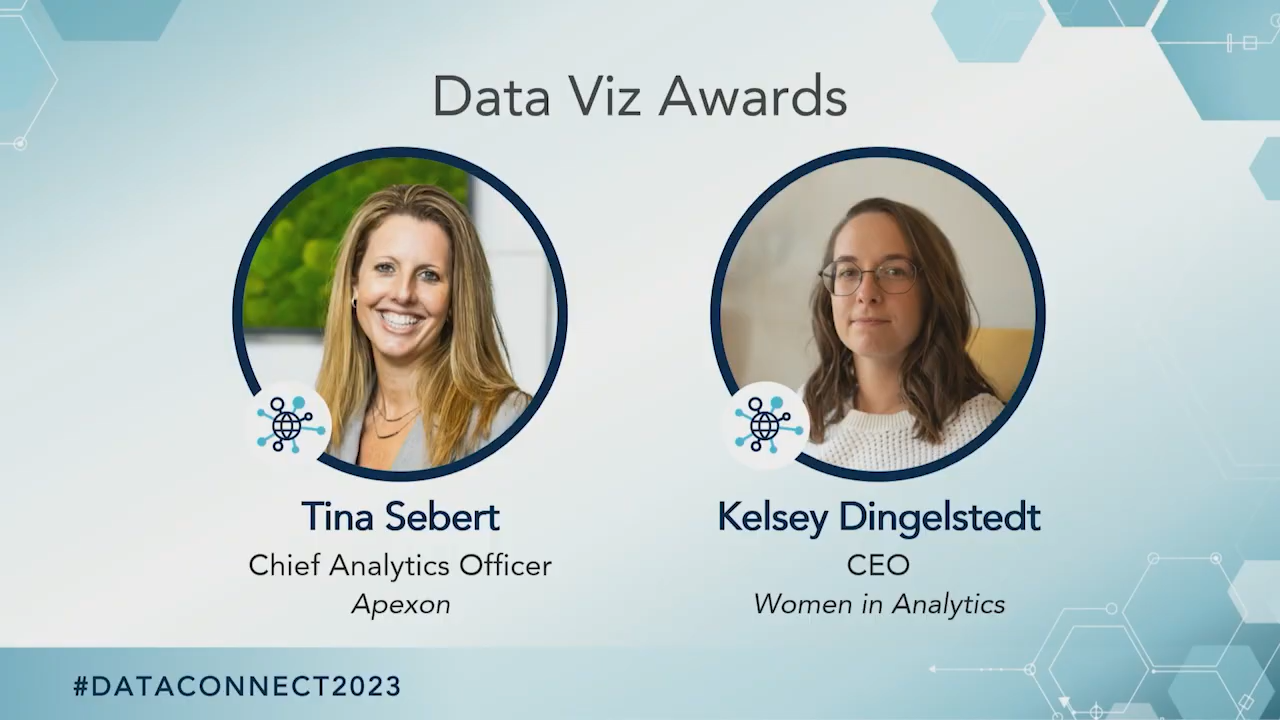 Data Viz Awards
Tina Sebert
Chief Analytics Officer
Apexon
Kelsey Dingelstedt
CEO
Women in Analytics
#DATACONNECT2023